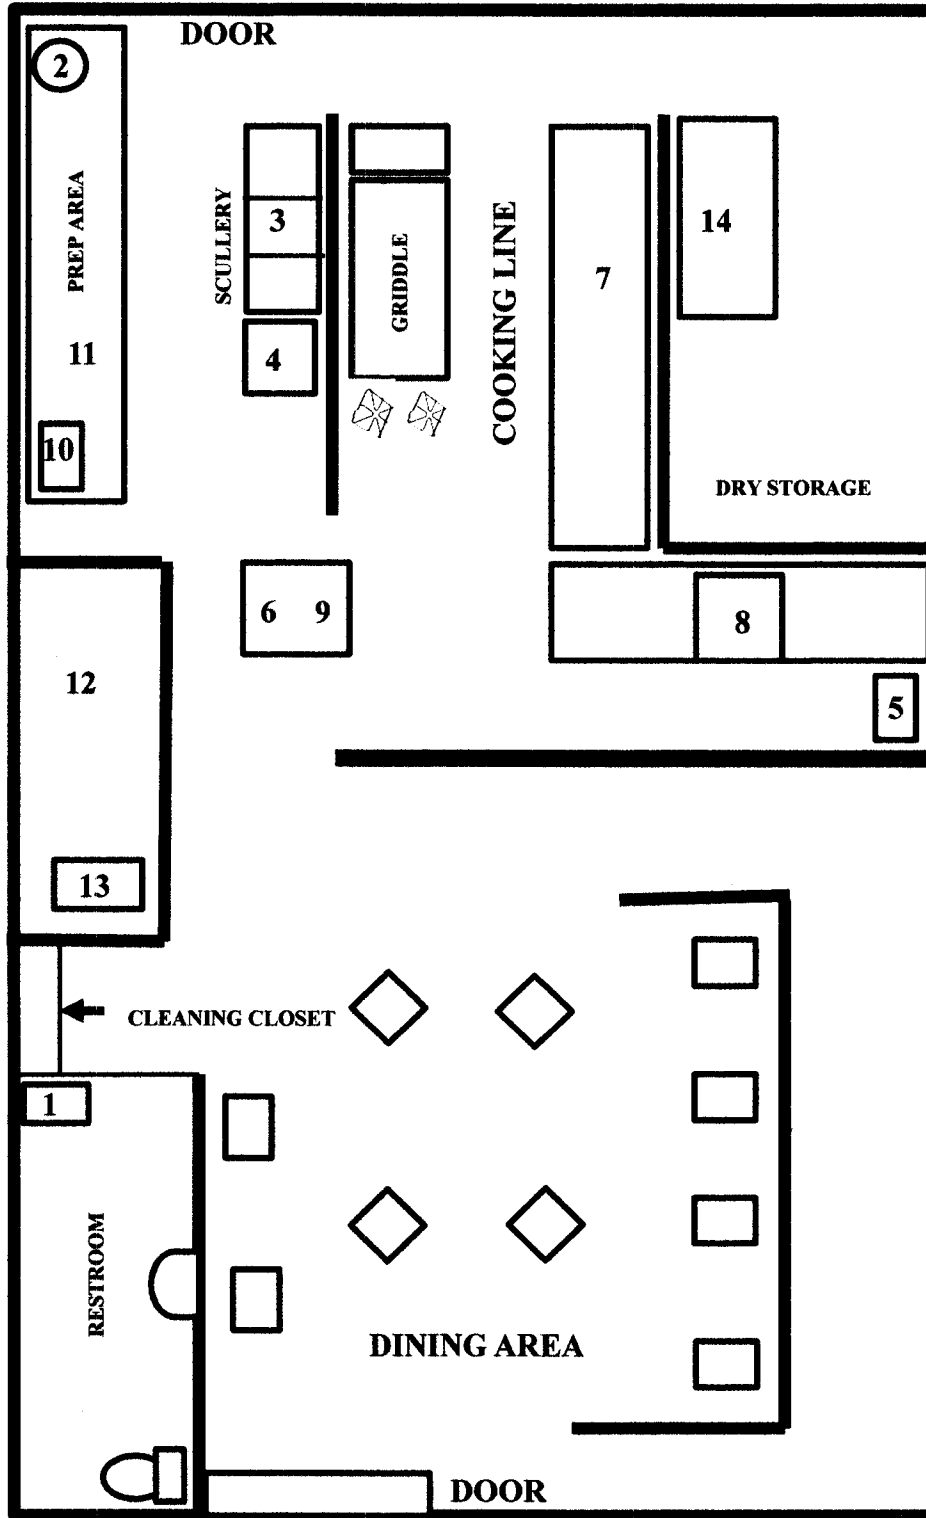 DOOR
2
PREP AREA
SCULLERY
3
GRIDDLE
COOKING LINE
7
14
11
4
10
DRY STORAGE
6 9
8
12
5
13
CLEANING CLOSET
1
RESTROOM
DINING AREA
DOOR